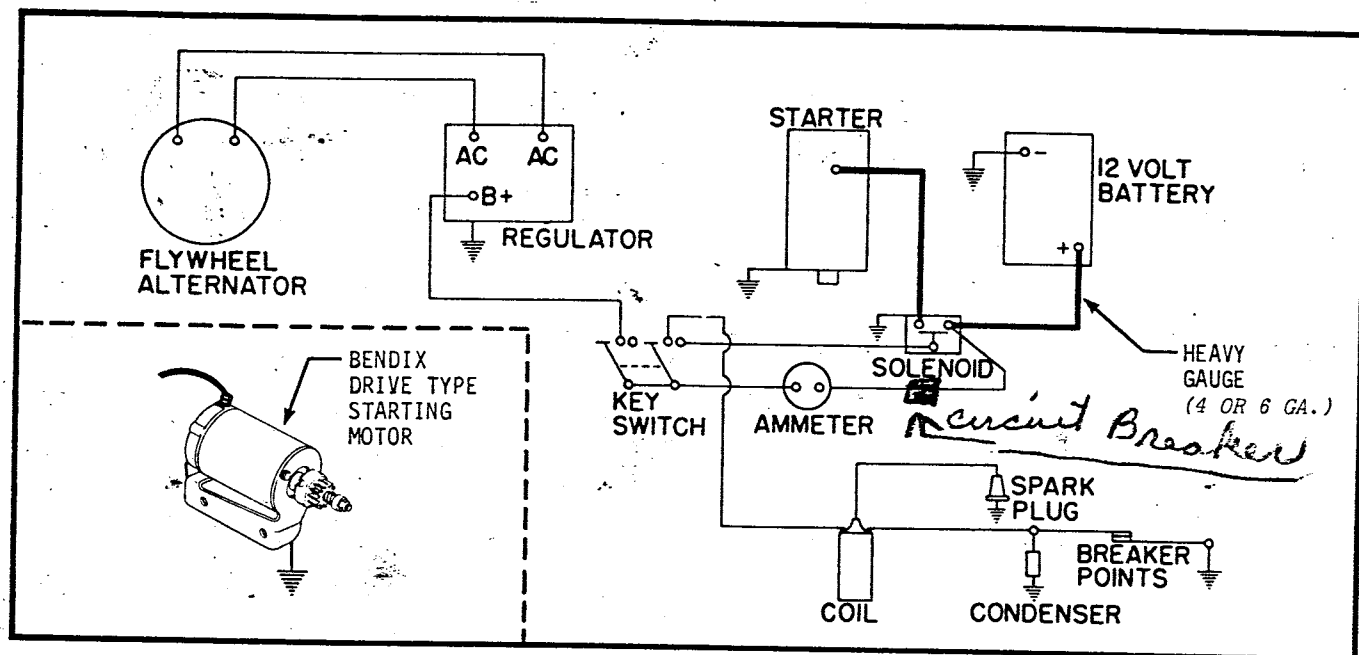 STARTER
AC AC
B+
REGULATOR
FLYWHEEL
ALTERNATOR
-
12 VOLT
BATTERY
+
BENDIX
DRIVE TYPE
STARTING
MOTOR
KEY
SWITCH
AMMETER
SOLENOID
HEAVY
GAUGE
(4 OR 6 GA.)
circuit Breaker
SPARK
PLUG
BREAKER
POINTS
COIL
CONDENSER